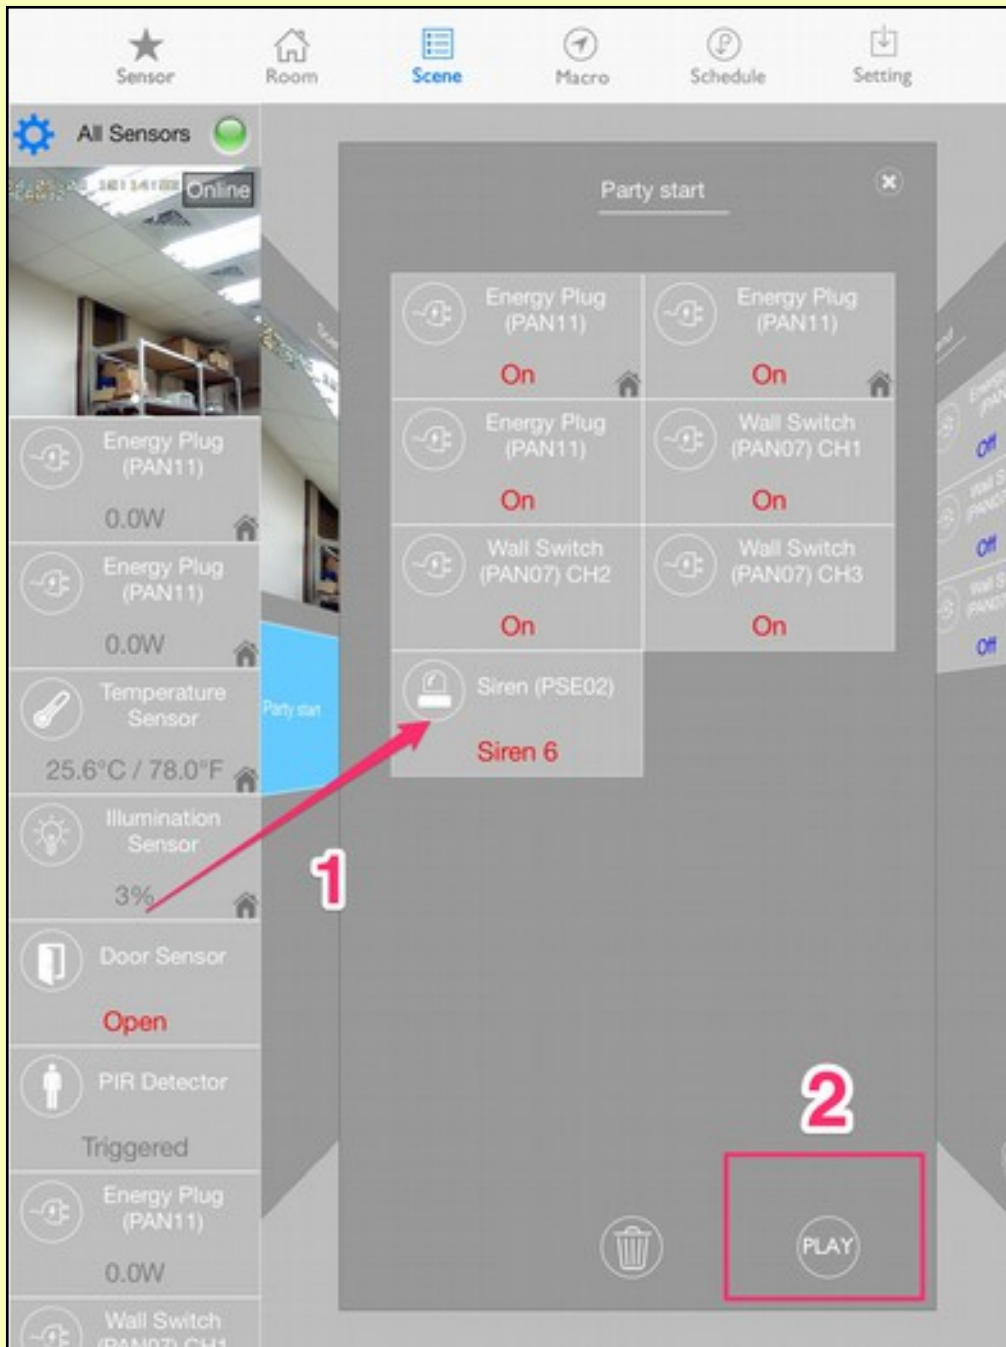 Sensor
Room
Scene
Macro
Schedule
Setting
All Sensors
Online
Energy Plug
(PAN11)
0.0W
Energy Plug
(PAN11)
0.0W
Temperature
Sensor
25.6°C / 78.0°F
Illumination
Sensor
3%
Door Sensor
Open
PIR Detector
Triggered
Energy Plug
(PAN11)
0.0W
Wall Switch
(PAN07) CH1
Party start
Party start
Energy Plug
(PAN11)
On
Energy Plug
(PAN11)
On
Energy Plug
(PAN11)
On
Wall Switch
(PAN07) CH1
On
Wall Switch
(PAN07) CH2
On
Wall Switch
(PAN07) CH3
On
Siren (PSE02)
Siren 6
1
2
PLAY
Off
Off
Off